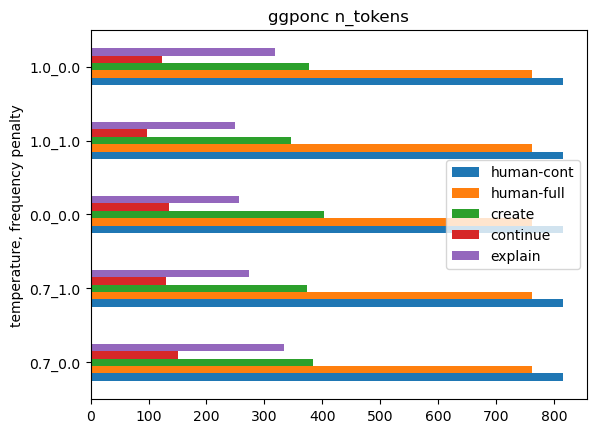 ggponc n_tokens
temperature, frequency penalty
1.0_0.0
1.0_1.0
0.0_0.0
0.7_1.0
0.7_0.0
human-cont
human-full
create
continue
explain
0 100 200 300 400 500 600 700 800